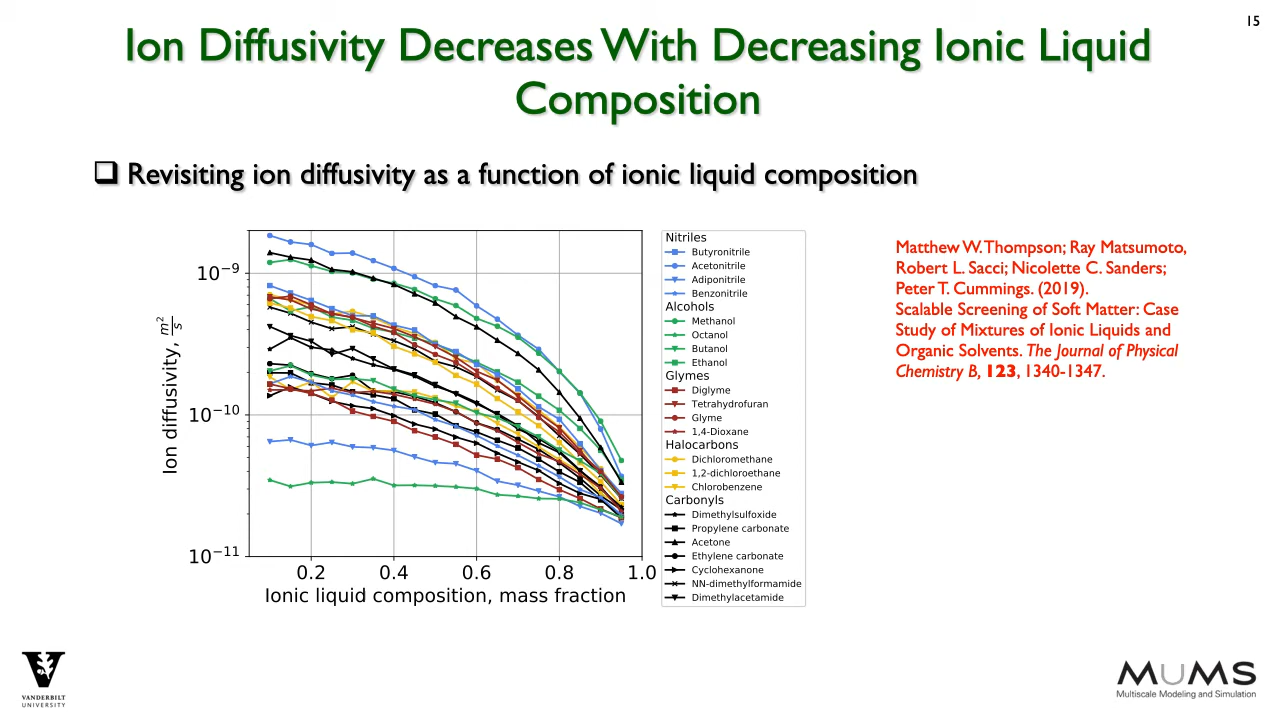 15
Ion Diffusivity Decreases With Decreasing Ionic Liquid
Composition
❑ Revisiting ion diffusivity as a function of ionic liquid composition
10⁻⁹
10⁻¹⁰
10⁻¹¹
Ion diffusivity, m²/s
0.2 0.4 0.6 0.8 1.0
Ionic liquid composition, mass fraction
Nitriles
Butyronitrile
Acetonitrile
Adiponitrile
Benzonitrile
Alcohols
Methanol
Octanol
Butanol
Ethanol
Glymes
Diglyme
Tetrahydrofuran
Glyme
1,4-Dioxane
Halocarbons
Dichloromethane
1,2-dichloroethane
Chlorobenzene
Carbonyls
Dimethylsulfoxide
Propylene carbonate
Acetone
Ethylene carbonate
Cyclohexanone
NN-dimethylformamide
Dimethylacetamide
Matthew W. Thompson; Ray Matsumoto,
Robert L. Sacci; Nicolette C. Sanders;
Peter T. Cummings. (2019).
Scalable Screening of Soft Matter: Case
Study of Mixtures of Ionic Liquids and
Organic Solvents. The Journal of Physical
Chemistry B, 123, 1340-1347.
VANDERBILT
UNIVERSITY
MUMS
Multiscale Modeling and Simulation